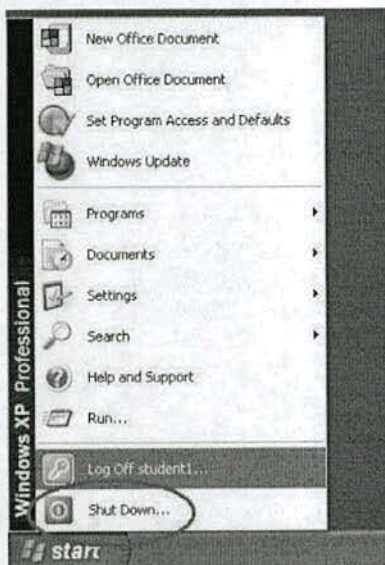 New Office Document
Open Office Document
Set Program Access and Defaults
Windows Update
Programs
Documents
Settings
Search
Help and Support
Run...
Log Off student1...
Shut Down...
Windows XP Professional
start